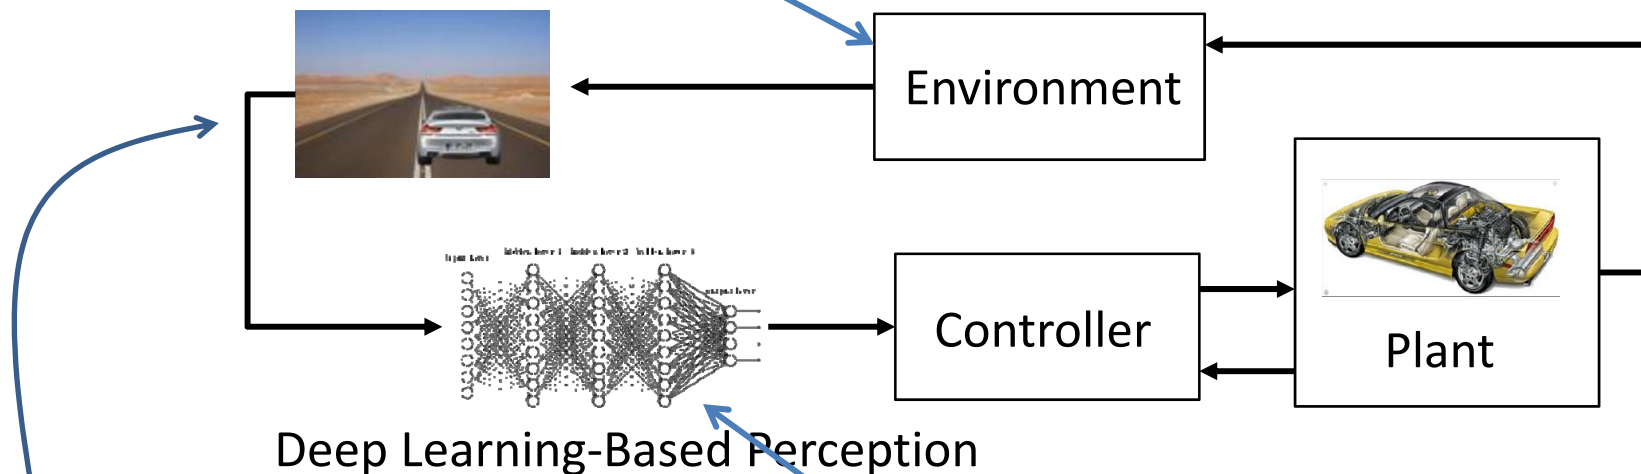 Environment
Controller
Plant
Deep Learning-Based Perception